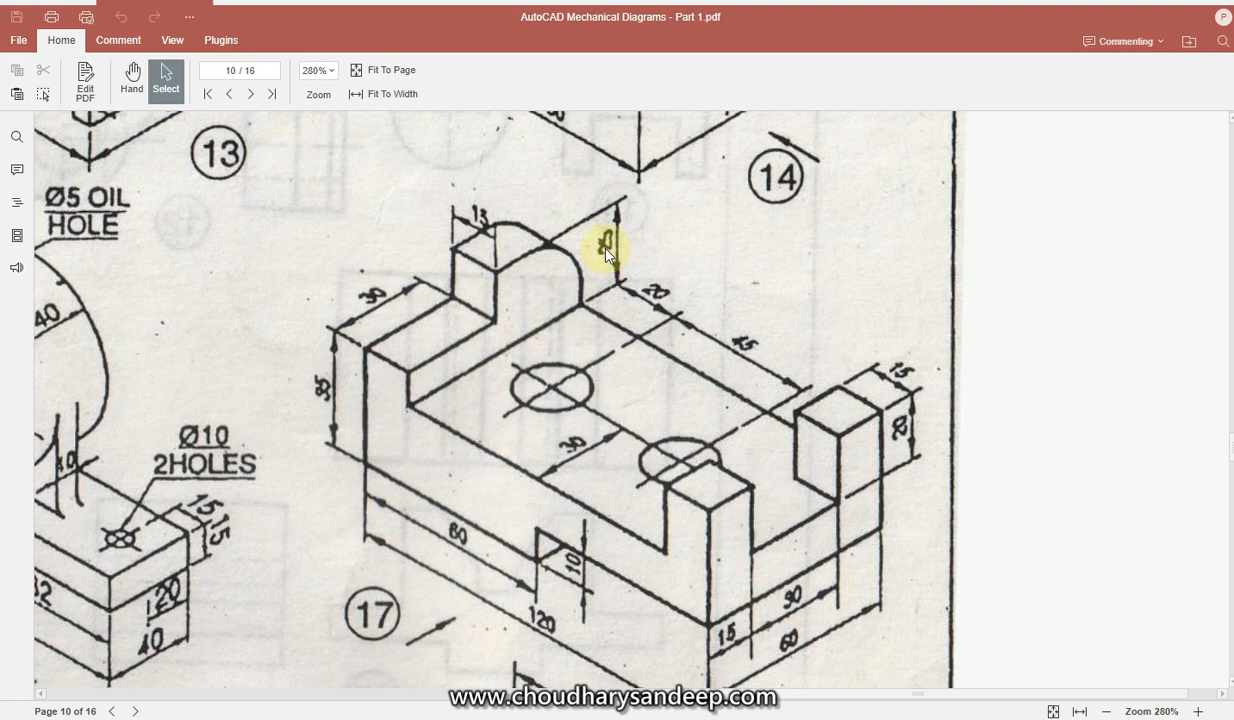 AutoCAD Mechanical Diagrams - Part 1.pdf
P
File Home Comment View Plugins
Commenting
Edit PDF
Hand
Select
10 / 16
280%
Zoom
Fit To Page
Fit To Width
13
14
Ø5 OIL
HOLE
13
20
30
45
40
35
15
20
30
Ø10
2HOLES
15
15
10
120
30
20
15
60
40
17
www.choudharysandeep.com
Page 10 of 16
Zoom 280%